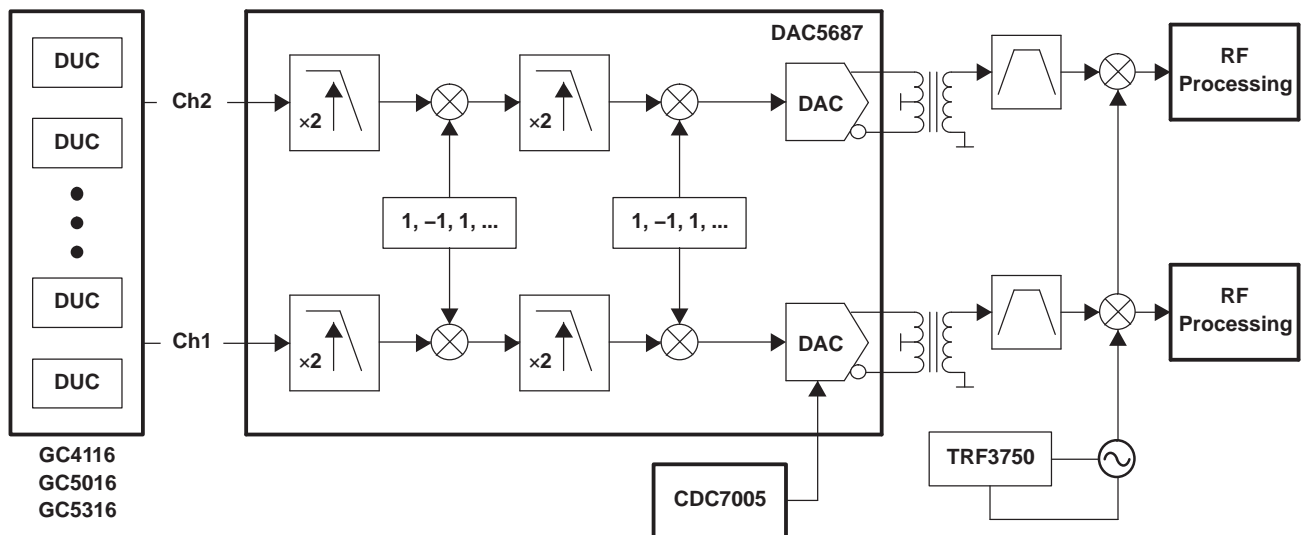 DAC5687
DUC
DUC
DUC
DUC
Ch2
×2
×2
DAC
RF
Processing
1, –1, 1, ...
1, –1, 1, ...
Ch1
×2
×2
DAC
RF
Processing
GC4116
GC5016
GC5316
CDC7005
TRF3750